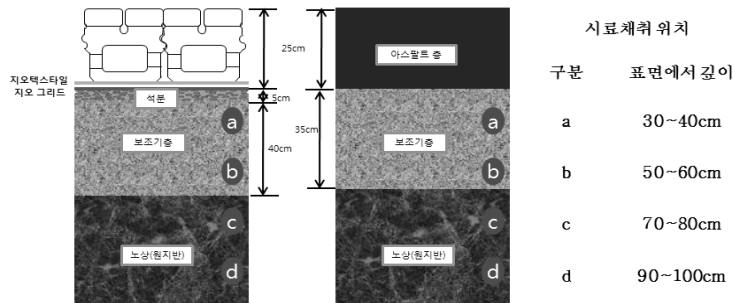 지오텍스타일
지오 그리드
석분
보조기층
노상(원지반)
a
b
c
d
25cm
5cm
40cm
35cm
아스팔트 층
보조기층
노상(원지반)
a
b
c
d
시료채취 위치
구분 표면에서 깊이
a 30~40cm
b 50~60cm
c 70~80cm
d 90~100cm